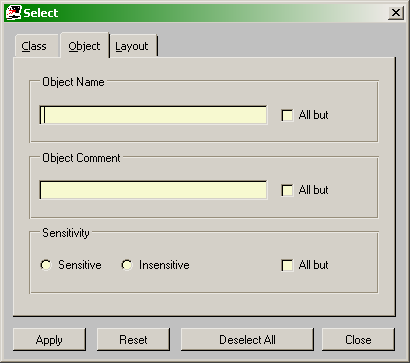 Select
Class Object Layout
Object Name
All but
Object Comment
All but
Sensitivity
Sensitive Insensitive All but
Apply Reset Deselect All Close